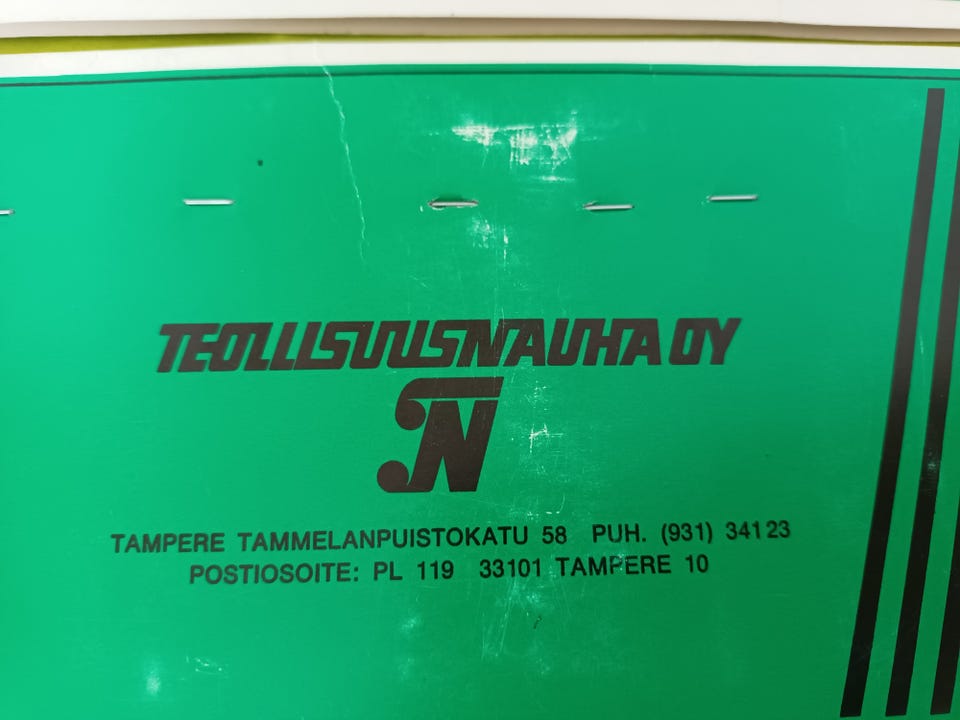 TEOLLISUUSNAUHA OY
TN
TAMPERE TAMMELANPUISTOKATU 58 PUH. (931) 34123
POSTIOSOITE: PL 119 33101 TAMPERE 10